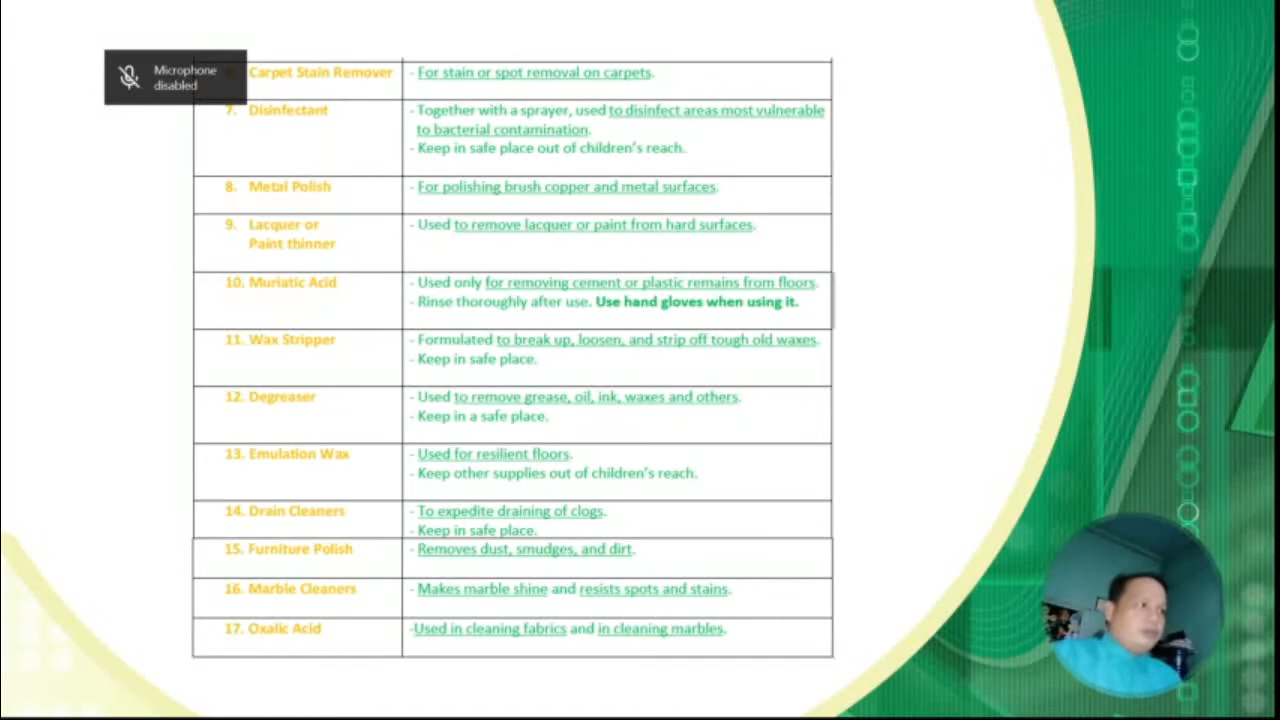 Microphone
disabled
Carpet Stain Remover - For stain or spot removal on carpets.
7. Disinfectant - Together with a sprayer, used to disinfect areas most vulnerable
to bacterial contamination.
- Keep in safe place out of children's reach.
8. Metal Polish - For polishing brush copper and metal surfaces.
9. Lacquer or - Used to remove lacquer or paint from hard surfaces.
Paint thinner
10. Muriatic Acid - Used only for removing cement or plastic remains from floors.
- Rinse thoroughly after use. Use hand gloves when using it.
11. Wax Stripper - Formulated to break up, loosen, and strip off tough old waxes.
- Keep in safe place.
12. Degreaser - Used to remove grease, oil, ink, waxes and others.
- Keep in a safe place.
13. Emulation Wax - Used for resilient floors.
- Keep other supplies out of children's reach.
14. Drain Cleaners - To expedite draining of clogs.
- Keep in safe place.
15. Furniture Polish - Removes dust, smudges, and dirt.
16. Marble Cleaners - Makes marble shine and resists spots and stains.
17. Oxalic Acid -Used in cleaning fabrics and in cleaning marbles.